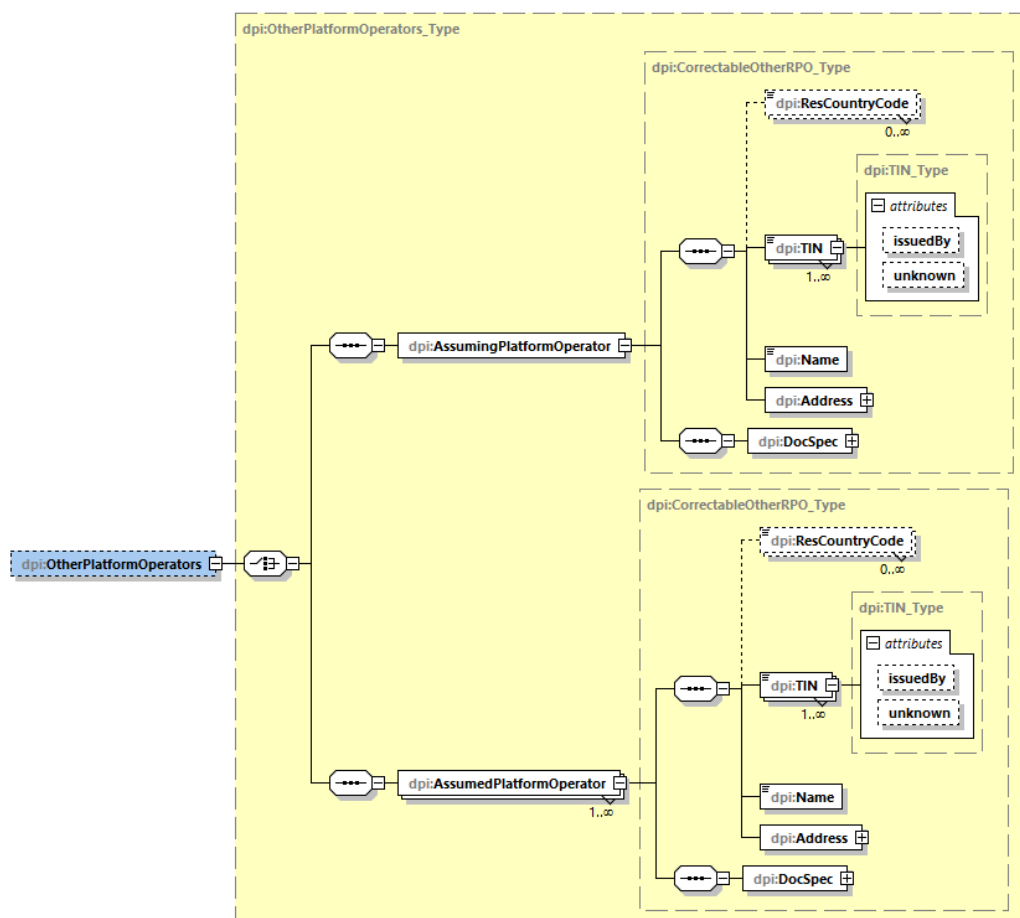 dpi:OtherPlatformOperators_Type
dpi:CorrectableOtherRPO_Type
dpi:ResCountryCode
0..∞
dpi:TIN_Type
attributes
issuedBy
dpi:TIN
unknown
1..∞
dpi:AssumingPlatformOperator
dpi:Name
dpi:Address
dpi:DocSpec
dpi:CorrectableOtherRPO_Type
dpi:ResCountryCode
dpi:OtherPlatformOperators
0..∞
dpi:TIN_Type
attributes
issuedBy
dpi:TIN
unknown
1..∞
dpi:AssumedPlatformOperator
1..∞
dpi:Name
dpi:Address
dpi:DocSpec